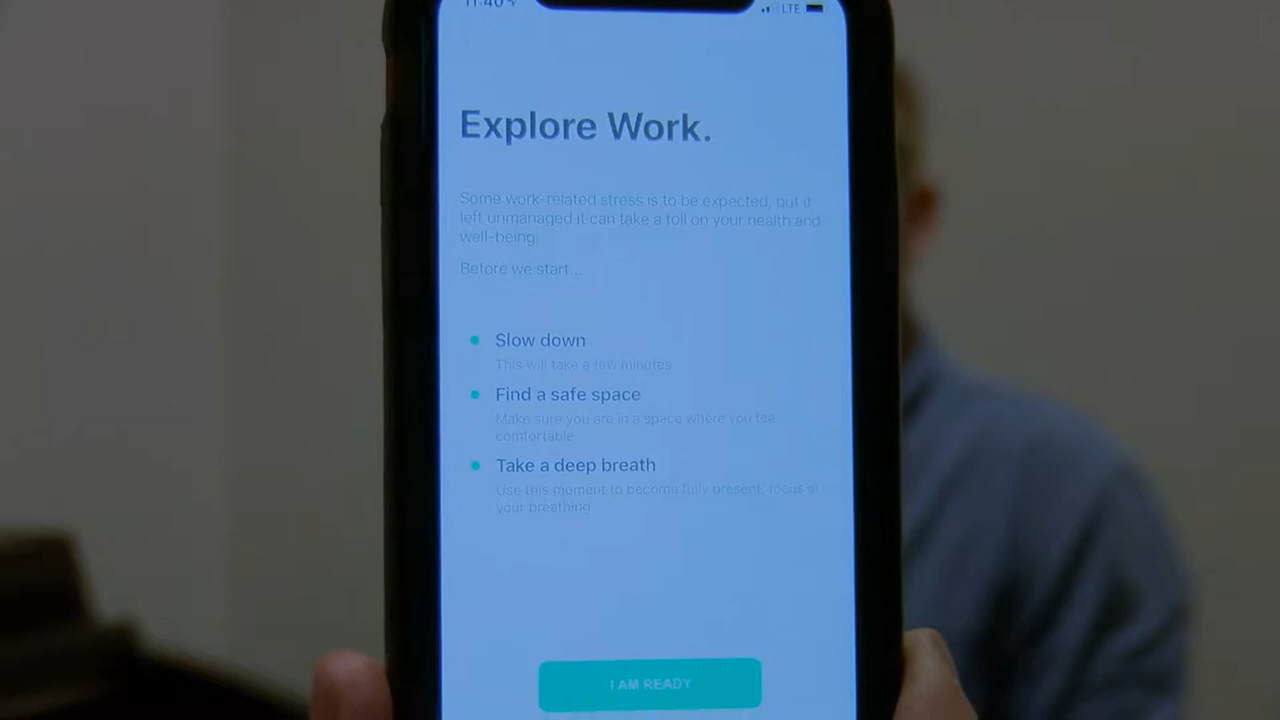 11:40
LTE
Explore Work.
Some work-related stress is to be expected, but if
left unmanaged it can take a toll on your health and
well-being.
Before we start...
Slow down
This will take a few minutes
Find a safe space
Make sure you are in a space where you feel
comfortable
Take a deep breath
Use this moment to become fully present, focus on
your breathing.
I AM READY